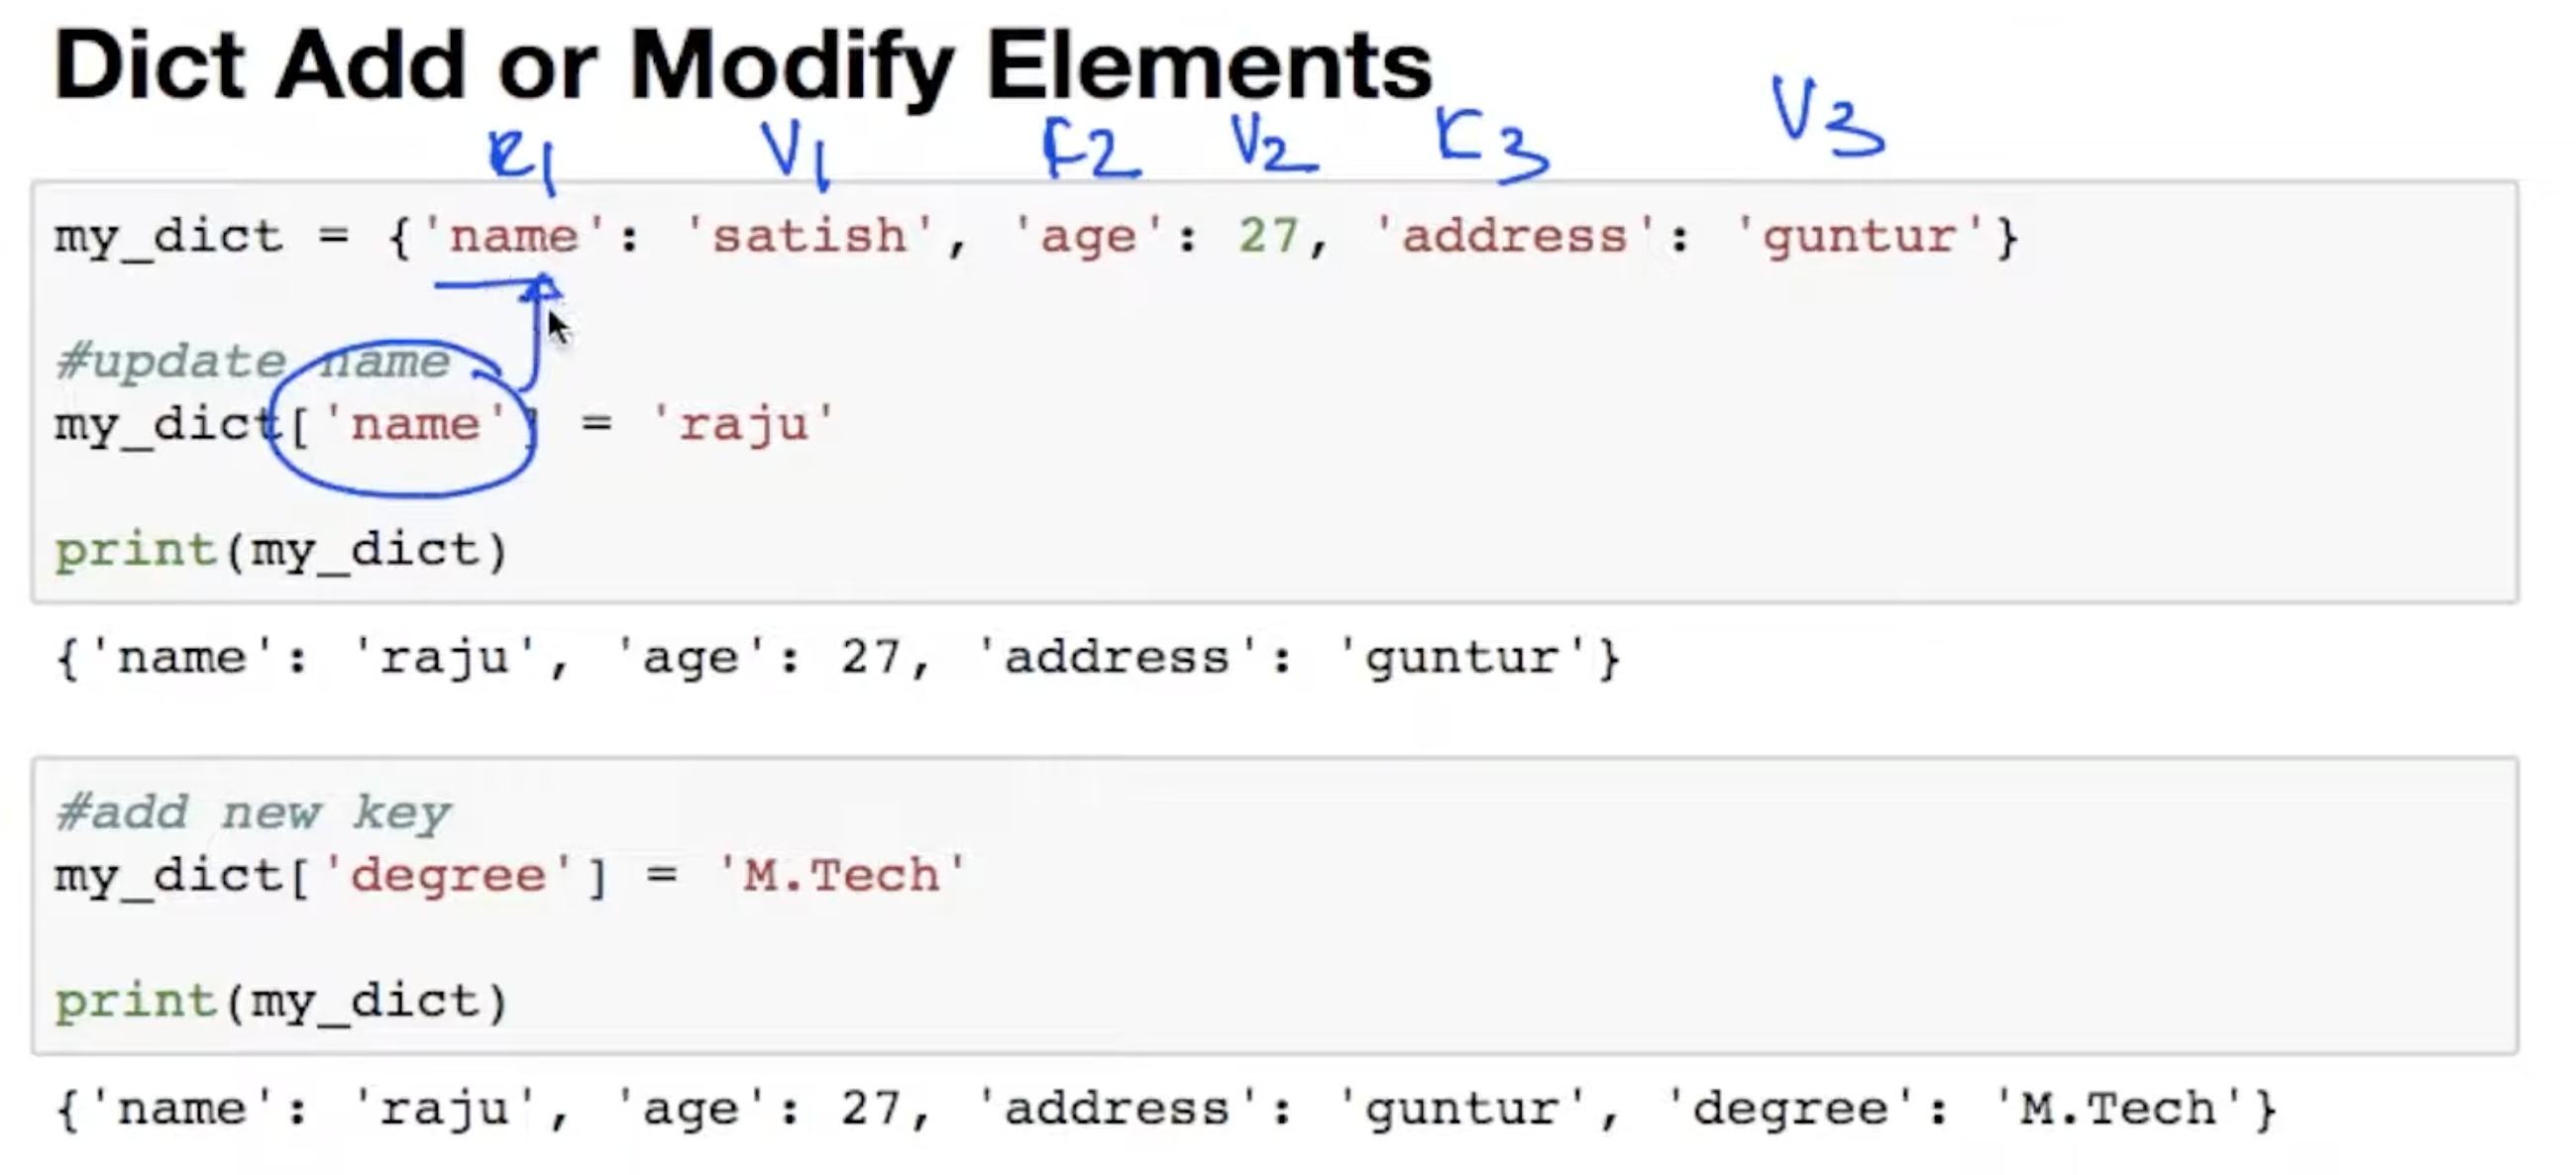 Dict Add or Modify Elements
K1 V1 K2 V2 K3 V3
my_dict = {'name': 'satish', 'age': 27, 'address': 'guntur'}
#update name
my_dict['name'] = 'raju'
print(my_dict)
{'name': 'raju', 'age': 27, 'address': 'guntur'}
#add new key
my_dict['degree'] = 'M.Tech'
print(my_dict)
{'name': 'raju', 'age': 27, 'address': 'guntur', 'degree': 'M.Tech'}